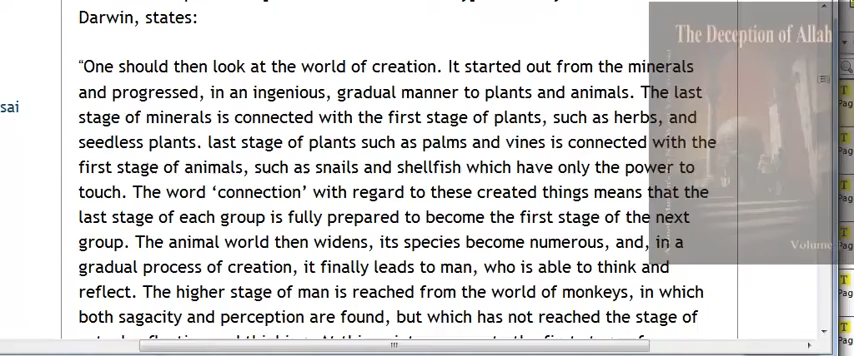 Darwin, states:
“One should then look at the world of creation. It started out from the minerals
and progressed, in an ingenious, gradual manner to plants and animals. The last
stage of minerals is connected with the first stage of plants, such as herbs, and
seedless plants. last stage of plants such as palms and vines is connected with the
first stage of animals, such as snails and shellfish which have only the power to
touch. The word ‘connection’ with regard to these created things means that the
last stage of each group is fully prepared to become the first stage of the next
group. The animal world then widens, its species become numerous, and, in a
gradual process of creation, it finally leads to man, who is able to think and
reflect. The higher stage of man is reached from the world of monkeys, in which
both sagacity and perception are found, but which has not reached the stage of
sai
The Deception of Allah
Volume
T
Pag
T
Pag
T
Pag
T
Pag
T
Pag
T
Pag